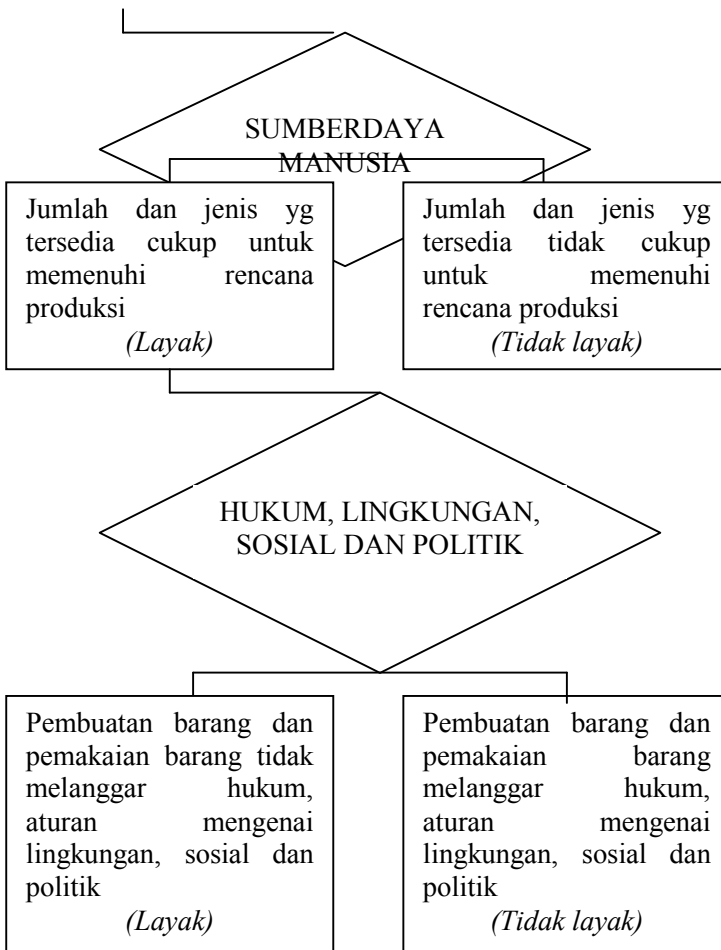 SUMBERDAYA
MANUSIA
Jumlah dan jenis yg
tersedia cukup untuk
memenuhi rencana
produksi
(Layak)
Jumlah dan jenis yg
tersedia tidak cukup
untuk memenuhi
rencana produksi
(Tidak layak)
HUKUM, LINGKUNGAN,
SOSIAL DAN POLITIK
Pembuatan barang dan
pemakaian barang tidak
melanggar hukum,
aturan mengenai
lingkungan, sosial dan
politik
(Layak)
Pembuatan barang dan
pemakaian barang
melanggar hukum,
aturan mengenai
lingkungan, sosial dan
politik
(Tidak layak)